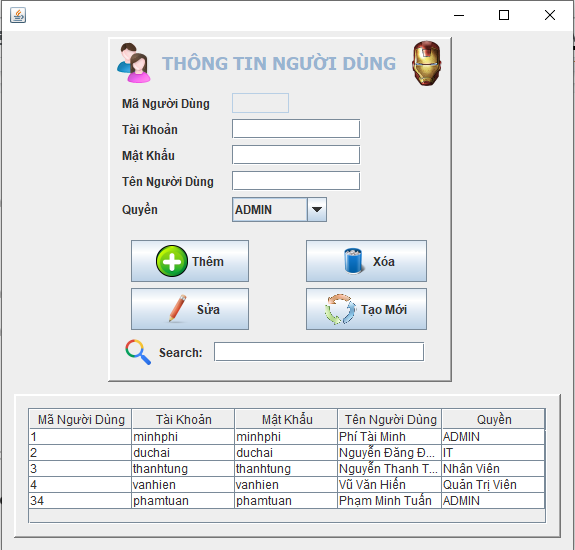 THÔNG TIN NGƯỜI DÙNG
Mã Người Dùng
Tài Khoản
Mật Khẩu
Tên Người Dùng
Quyền ADMIN
Thêm Xóa
Sửa Tạo Mới
Search:
Mã Người Dùng Tài Khoản Mật Khẩu Tên Người Dùng Quyền
1 minhphi minhphi Phí Tài Minh ADMIN
2 duchai duchai Nguyễn Đăng Đ... IT
3 thanhtung thanhtung Nguyễn Thanh T... Nhân Viên
4 vanhien vanhien Vũ Văn Hiến Quản Trị Viên
34 phamtuan phamtuan Phạm Minh Tuấn ADMIN